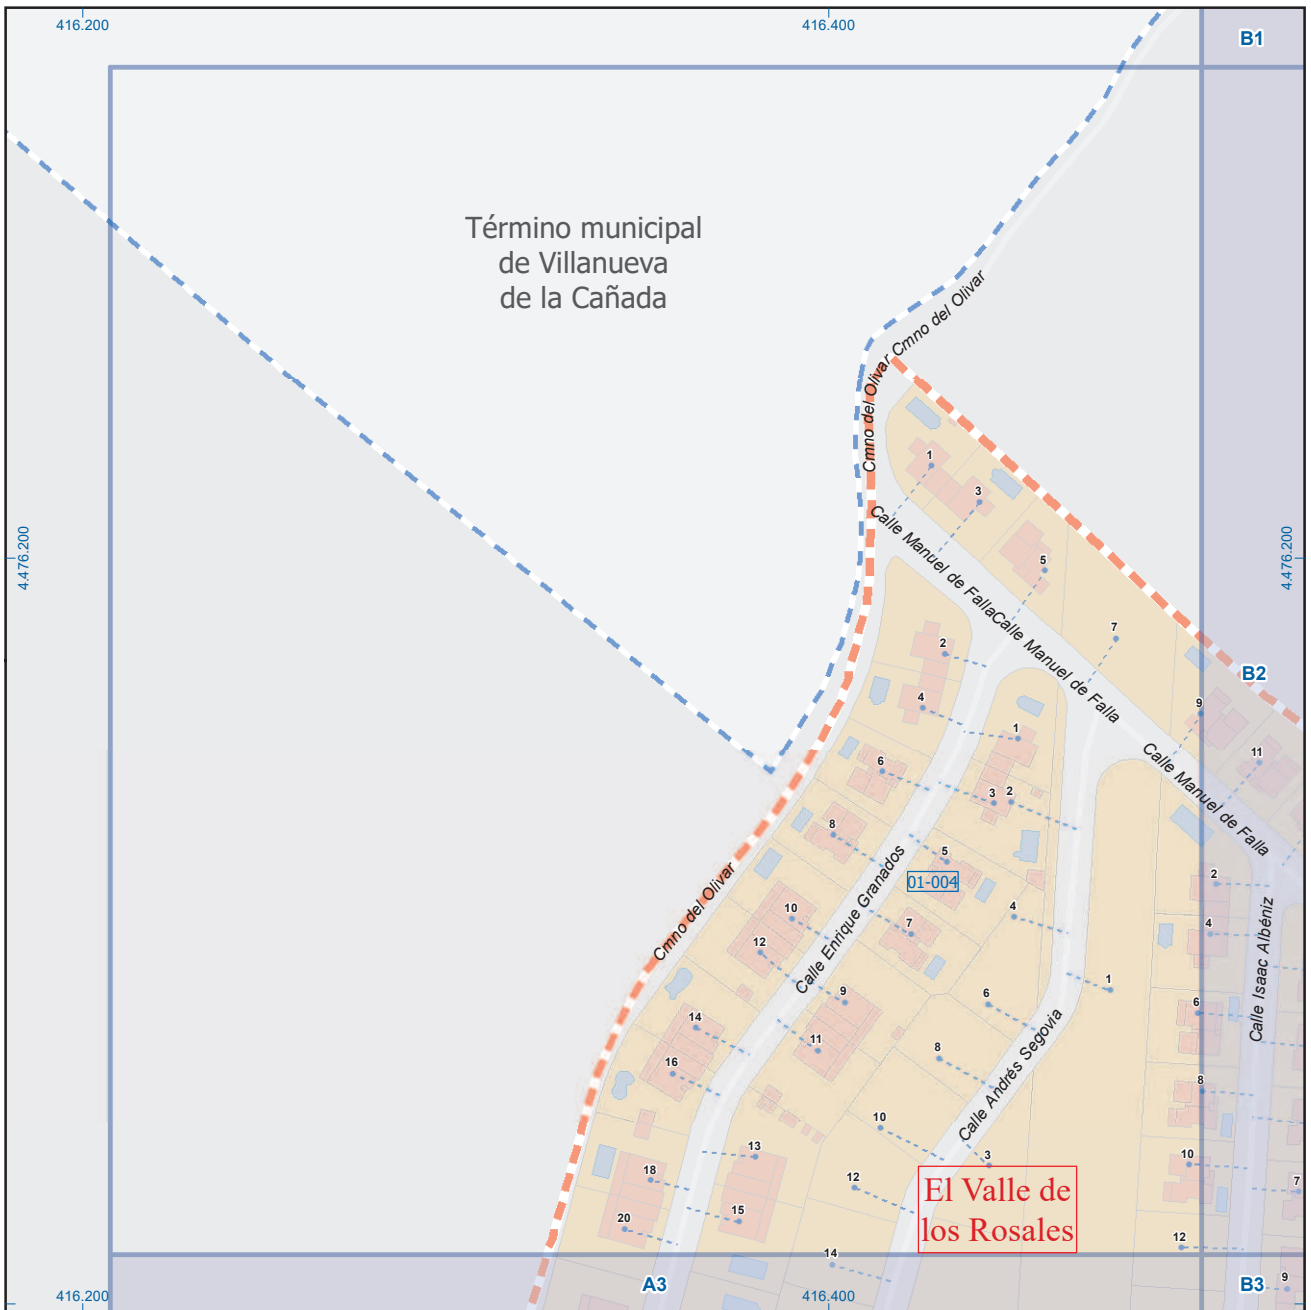 416.200
416.400
B1
Término municipal
de Villanueva
de la Cañada
Cmno del Olivar
Cmno del Olivar
1
3
Calle Manuel de Falla
4.476.200
4.476.200
5
Calle Manuel de Falla
7
2
B2
4
9
1
Calle Manuel de Falla
11
6
3
2
8
5
01-004
2
Cmno del Olivar
Calle Enrique Granados
10
4
7
4
Calle Isaac Albéniz
12
9
6
1
6
14
11
8
Calle Andrés Segovia
16
8
10
13
3
10
18
12
El Valle de
los Rosales
7
15
20
12
14
A3
B3
9
416.200
416.400